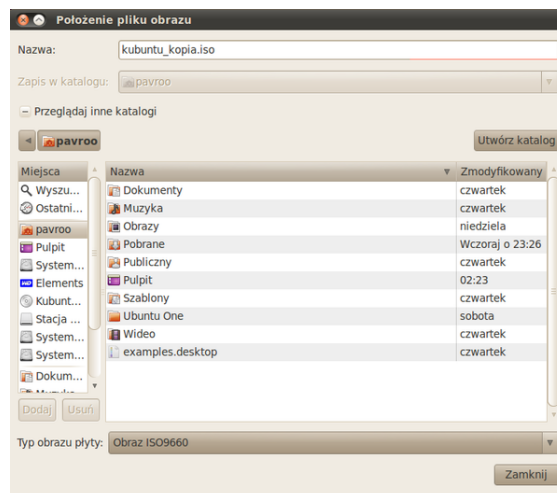 Położenie pliku obrazu
Nazwa: kubuntu_kopia.iso
Zapis w katalogu: pavroo
Przeglądaj inne katalogi
pavroo Utwórz katalog
Miejsca Nazwa Zmodyfikowany
Wyszu... Dokumenty czwartek
Ostatni... Muzyka czwartek
pavroo Obrazy niedziela
Pulpit Pobrane Wczoraj o 23:26
System... Publiczny czwartek
Elements Pulpit 02:23
Kubunt... Szablony czwartek
Stacja ... Ubuntu One sobota
System... Wideo czwartek
System... examples.desktop czwartek
Dokum...
Dodaj Usuń
Typ obrazu płyty: Obraz ISO9660
Zamknij